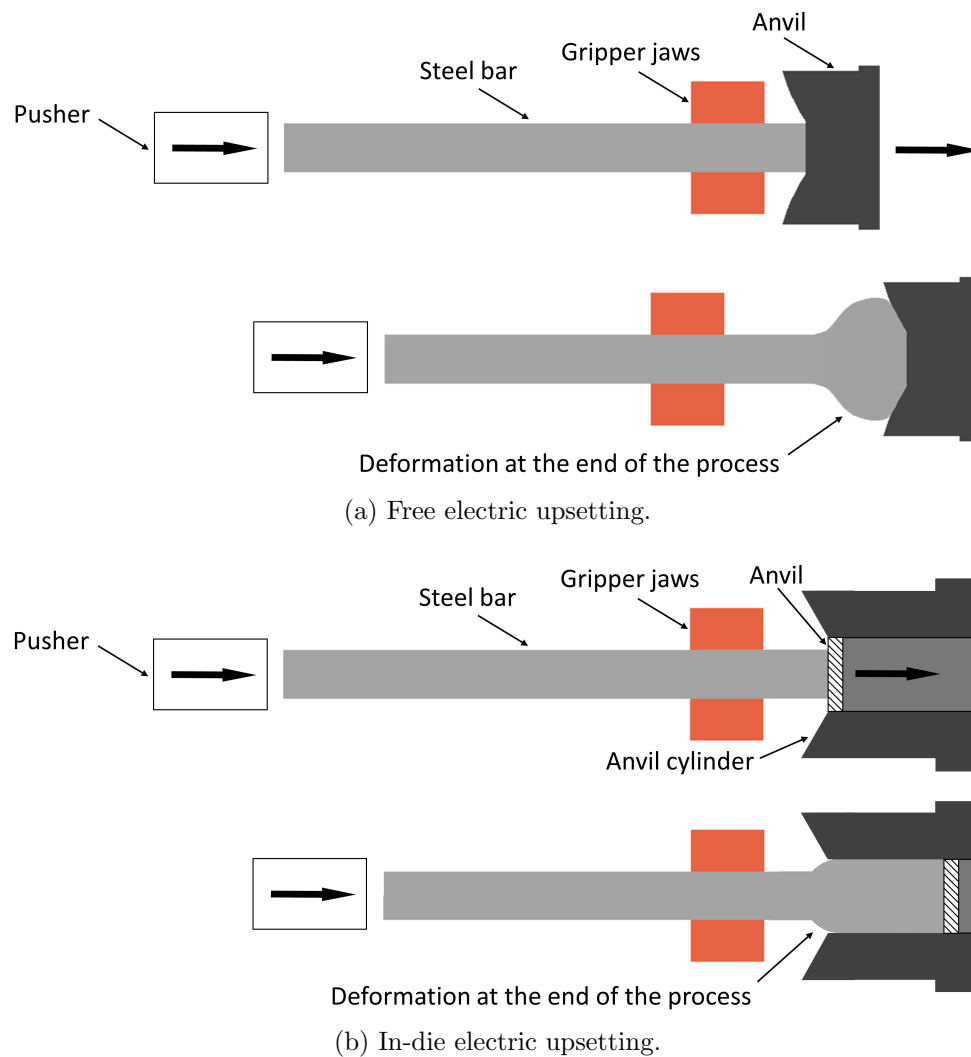 Anvil
Gripper jaws
Steel bar
Pusher
Deformation at the end of the process
(a) Free electric upsetting.
Anvil
Gripper jaws
Steel bar
Pusher
Anvil cylinder
Deformation at the end of the process
(b) In-die electric upsetting.